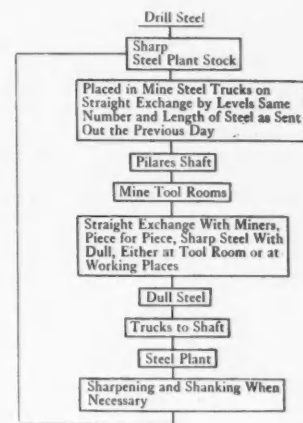 Drill Steel
Sharp
Steel Plant Stock
Placed in Mine Steel Trucks on
Straight Exchange by Levels Same
Number and Length of Steel as Sent
Out the Previous Day
Pilares Shaft
Mine Tool Rooms
Straight Exchange With Miners,
Piece for Piece, Sharp Steel With
Dull, Either at Tool Room or at
Working Places
Dull Steel
Trucks to Shaft
Steel Plant
Sharpening and Shanking When
Necessary